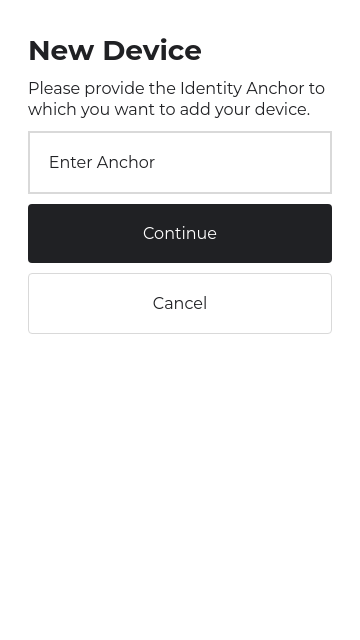 New Device
Please provide the Identity Anchor to
which you want to add your device.
Enter Anchor
Continue
Cancel